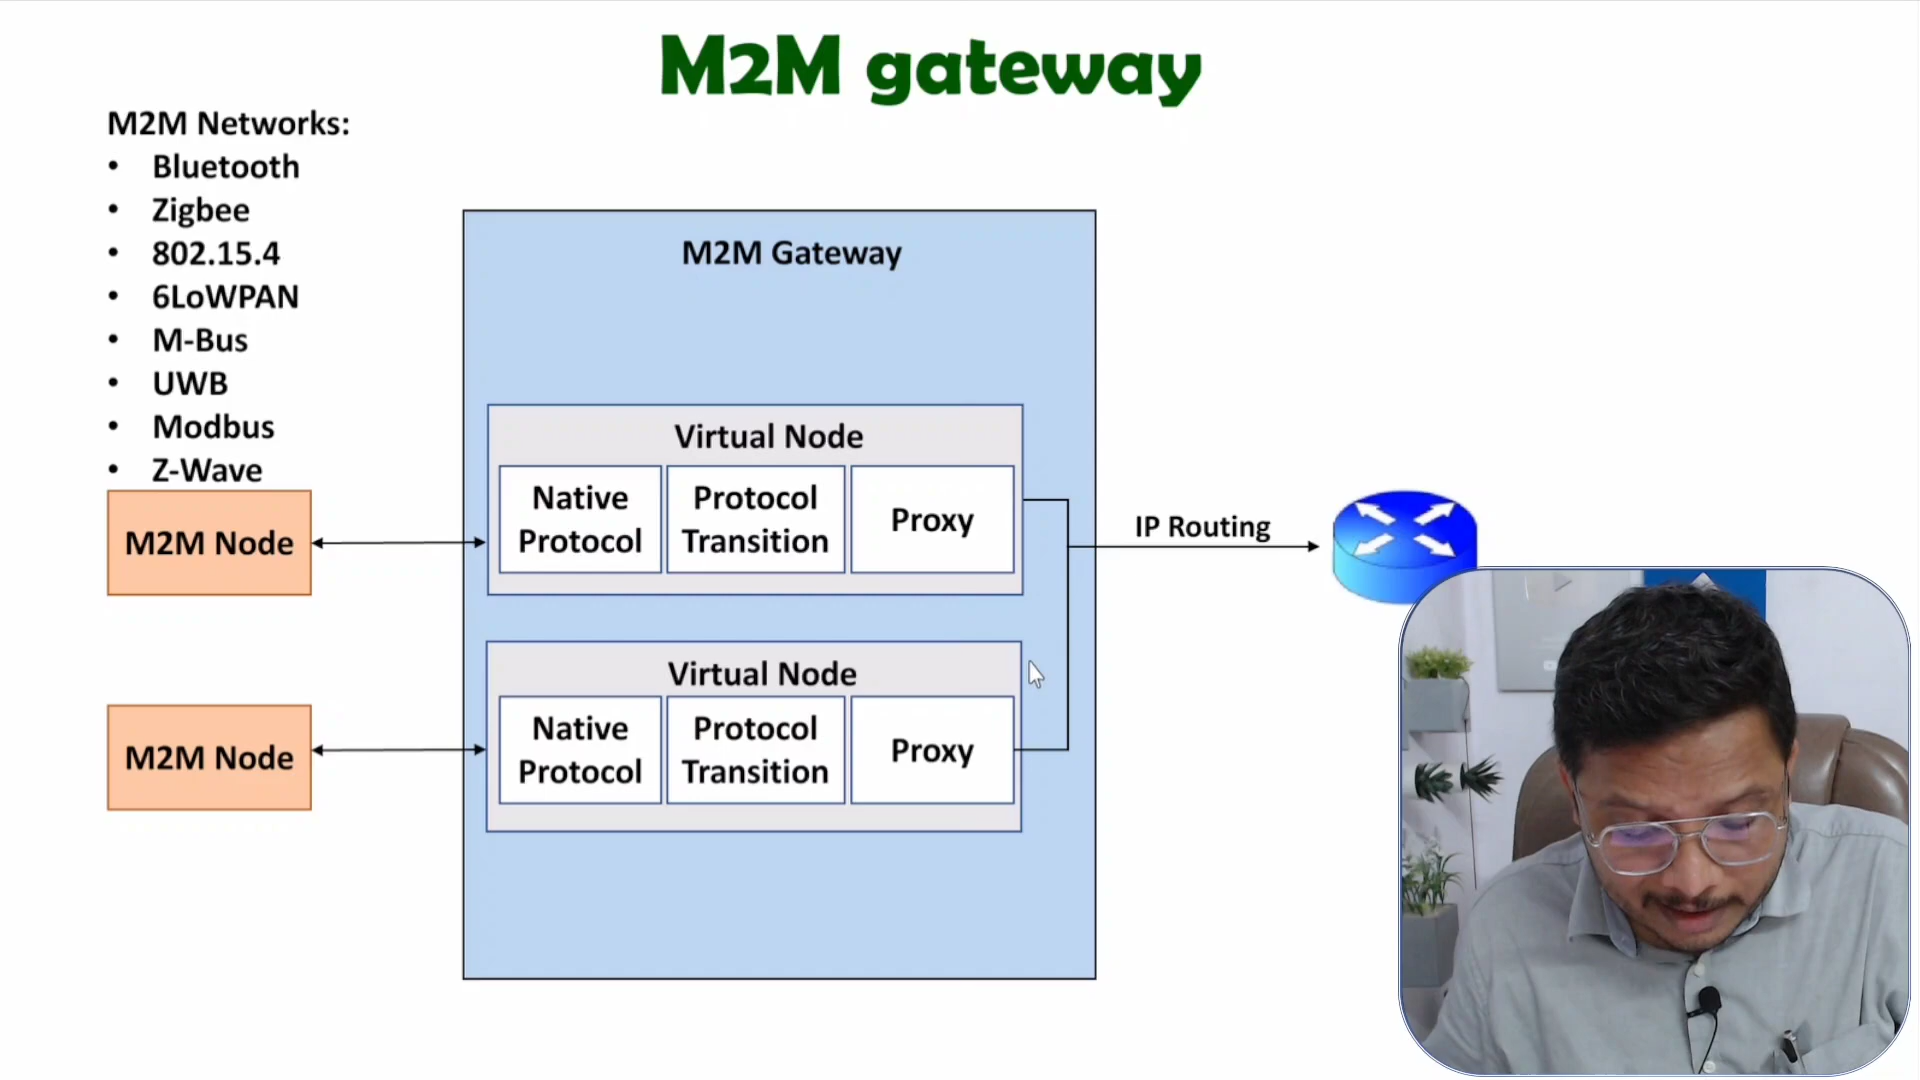 M2M gateway
M2M Networks:
• Bluetooth
• Zigbee
• 802.15.4
• 6LoWPAN
• M-Bus
• UWB
• Modbus
• Z-Wave
M2M Gateway
Virtual Node
Native
Protocol
Protocol
Transition
Proxy
M2M Node
IP Routing
Virtual Node
Native
Protocol
Protocol
Transition
Proxy
M2M Node